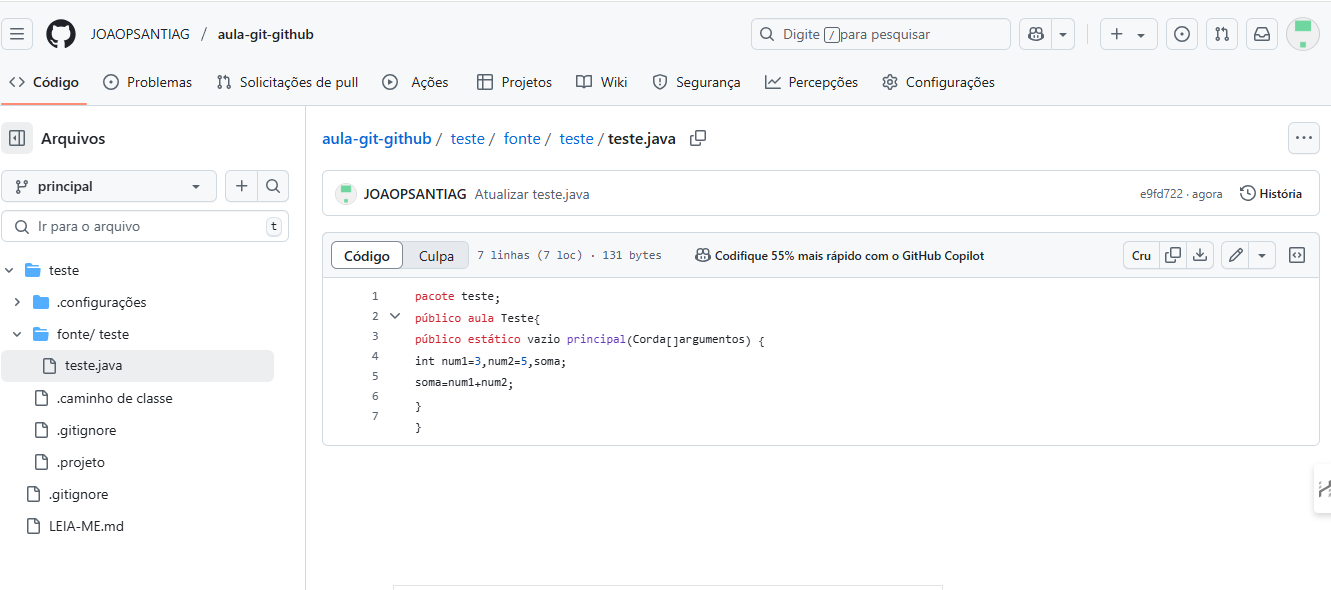 JOAOPSANTIAG / aula-git-github
Digite / para pesquisar
Código
Problemas
Solicitações de pull
Ações
Projetos
Wiki
Segurança
Percepções
Configurações
Arquivos
principal
Ir para o arquivo
t
teste
.configurações
fonte/ teste
teste.java
.caminho de classe
.gitignore
.projeto
.gitignore
LEIA-ME.md
aula-git-github / teste / fonte / teste / teste.java
JOAOPSANTIAG Atualizar teste.java
e9fd722 · agora
História
Código
Culpa
7 linhas (7 loc) · 131 bytes
Codifique 55% mais rápido com o GitHub Copilot
Cru
1 pacote teste;
2 público aula Teste{
3 público estático vazio principal(Corda[]argumentos) {
4 int num1=3,num2=5,soma;
5 soma=num1+num2;
6 }
7 }